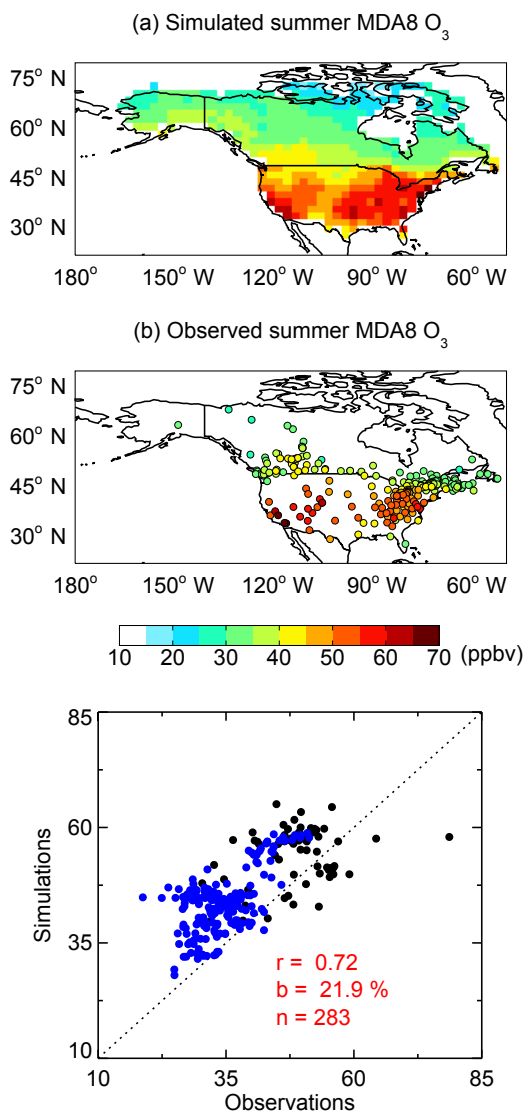 (a) Simulated summer MDA8 O₃
75° N
60° N
45° N
30° N
180° 150° W 120° W 90° W 60° W
(b) Observed summer MDA8 O₃
75° N
60° N
45° N
30° N
180° 150° W 120° W 90° W 60° W
10 20 30 40 50 60 70 (ppbv)
85
60
35
10
Simulations
r = 0.72
b = 21.9 %
n = 283
10 35 60 85
Observations